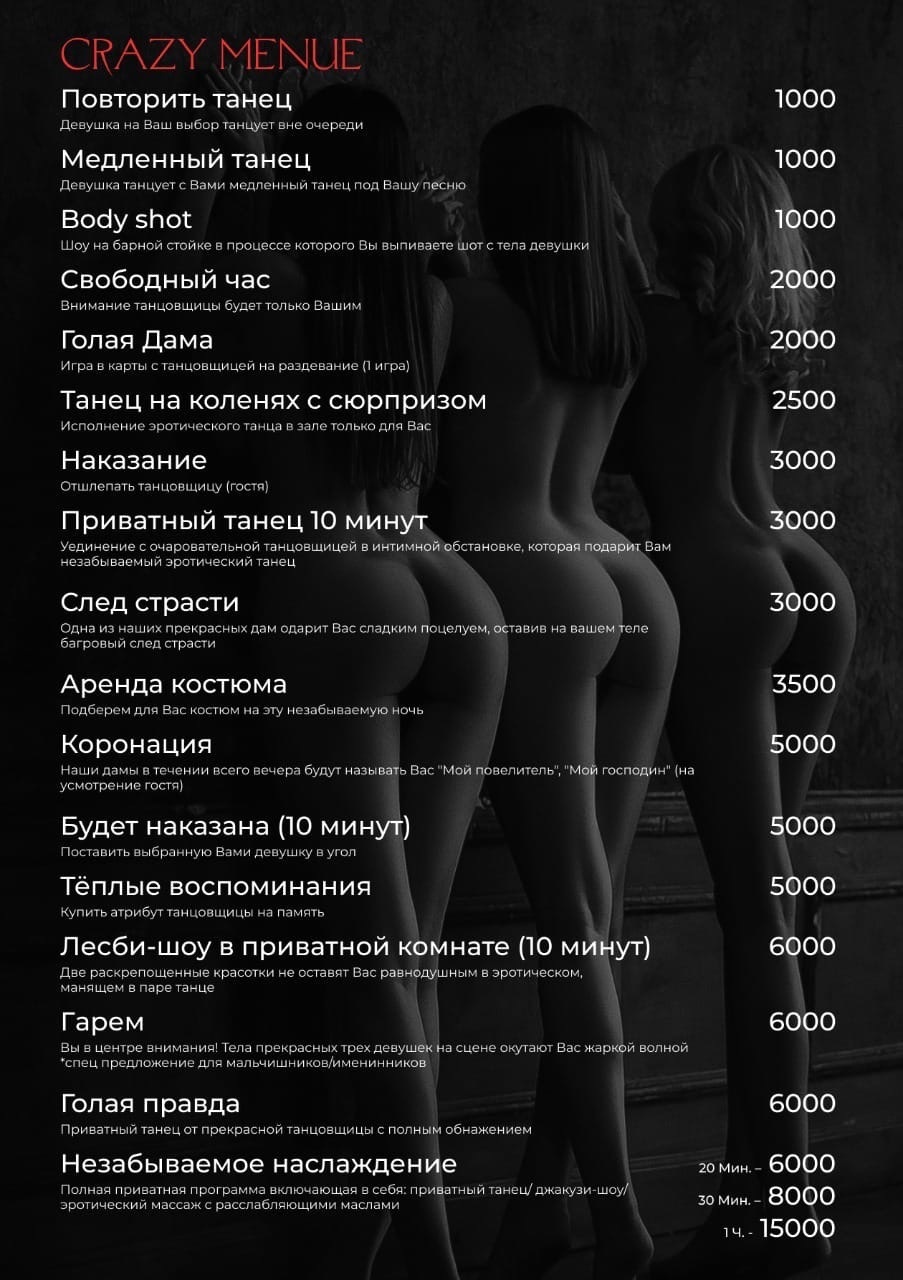 CRAZY MENUE
Повторить танец 1000
Девушка на Ваш выбор танцует вне очереди
Медленный танец 1000
Девушка танцует с Вами медленный танец под Вашу песню
Body shot 1000
Шоу на барной стойке в процессе которого Вы выпиваете шот с тела девушки
Свободный час 2000
Внимание танцовщицы будет только Вашим
Голая Дама 2000
Игра в карты с танцовщицей на раздевание (1 игра)
Танец на коленях с сюрпризом 2500
Исполнение эротического танца в зале только для Вас
Наказание 3000
Отшлепать танцовщицу (гостя)
Приватный танец 10 минут 3000
Уединение с очаровательной танцовщицей в интимной обстановке, которая подарит Вам
незабываемый эротический танец
След страсти 3000
Одна из наших прекрасных дам одарит Вас сладким поцелуем, оставив на вашем теле
багровый след страсти
Аренда костюма 3500
Подберем для Вас костюм на эту незабываемую ночь
Коронация 5000
Наши дамы в течении всего вечера будут называть Вас "Мой повелитель", "Мой господин" (на
усмотрение гостя)
Будет наказана (10 минут) 5000
Поставить выбранную Вами девушку в угол
Тёплые воспоминания 5000
Купить атрибут танцовщицы на память
Лесби-шоу в приватной комнате (10 минут) 6000
Две раскрепощенные красотки не оставят Вас равнодушным в эротическом,
манящем в паре танце
Гарем 6000
Вы в центре внимания! Тела прекрасных трех девушек на сцене окутают Вас жаркой волной
*спец предложение для мальчишников/именинников
Голая правда 6000
Приватный танец от прекрасной танцовщицы с полным обнажением
Незабываемое наслаждение 20 Мин. – 6000
Полная приватная программа включающая в себя: приватный танец/ джакузи-шоу/
эротический массаж с расслабляющими маслами
30 Мин. – 8000
1 Ч. - 15000